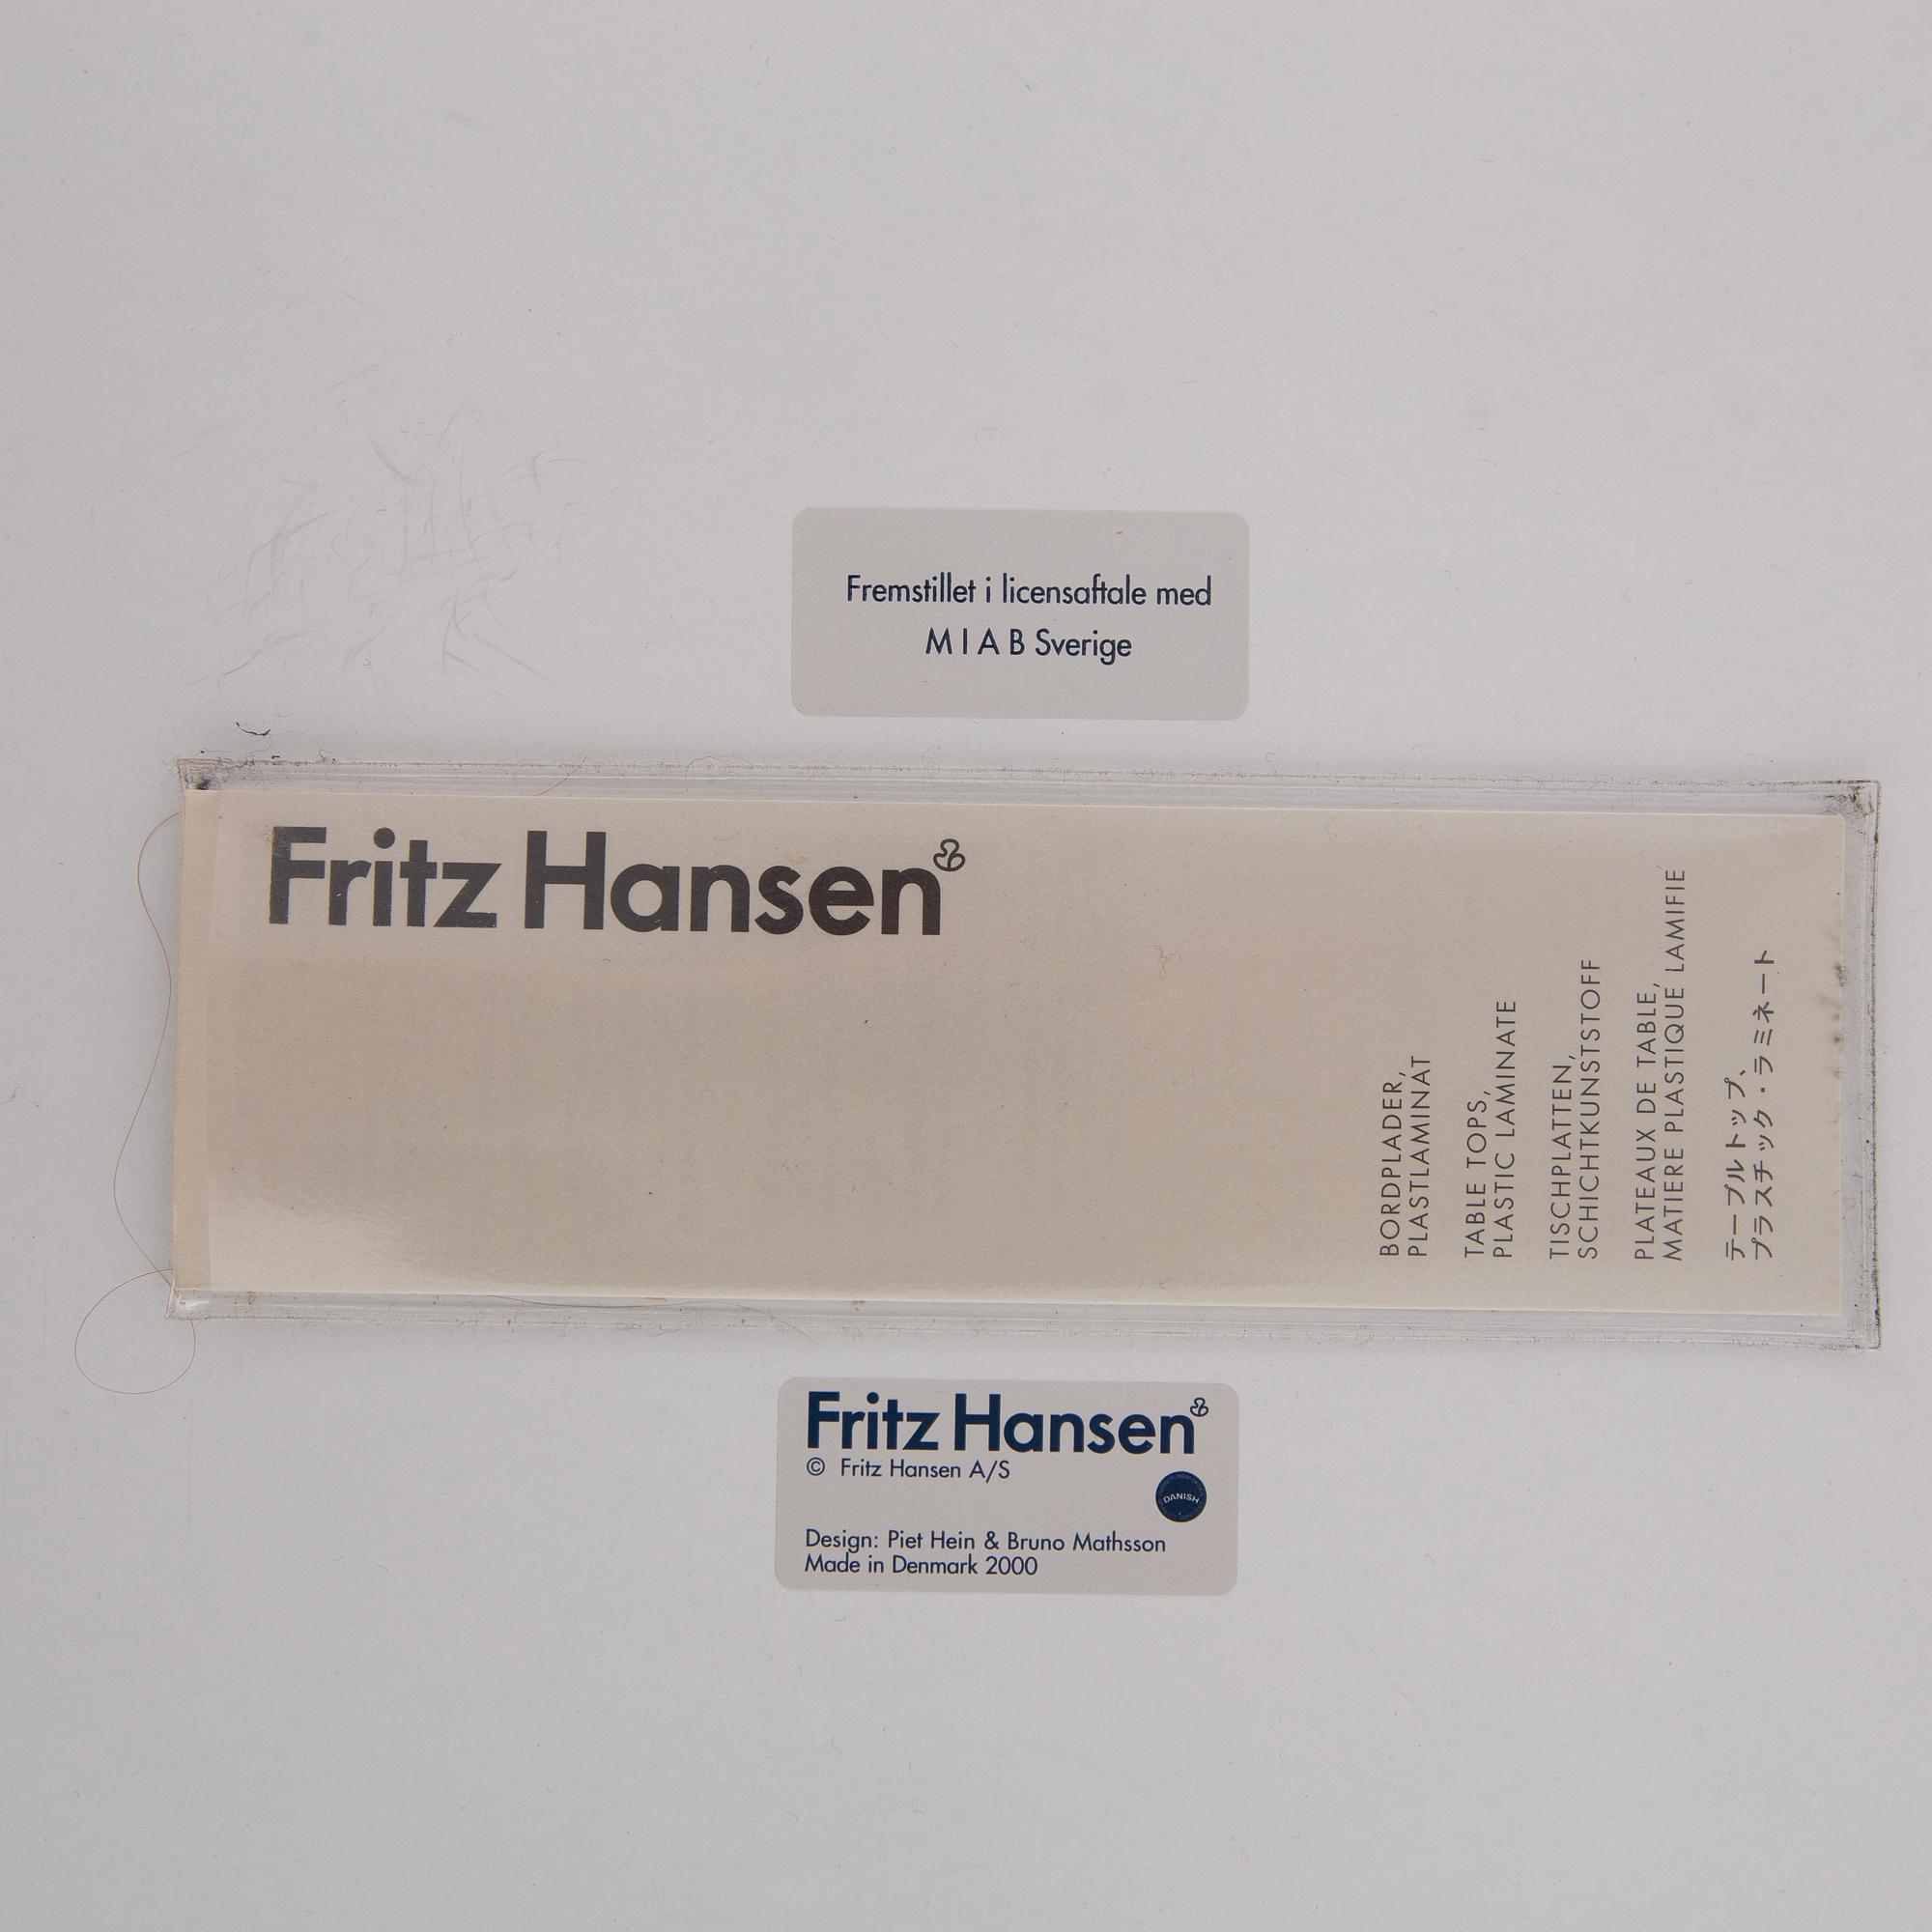 Fremstillet i licensaftale med
M I A B Sverige
Fritz Hansen
BORDPLADER,
PLASTLAMINAT
TABLE TOPS,
PLASTIC LAMINATE
TISCHPLATTEN,
SCHICHTKUNSTSTOFF
PLATEAUX DE TABLE,
MATIERE PLASTIQUE LAMIFIÉ
テーブルトップ、
プラスチック・ラミネート
Fritz Hansen
© Fritz Hansen A/S
DANISH
Design: Piet Hein & Bruno Mathsson
Made in Denmark 2000